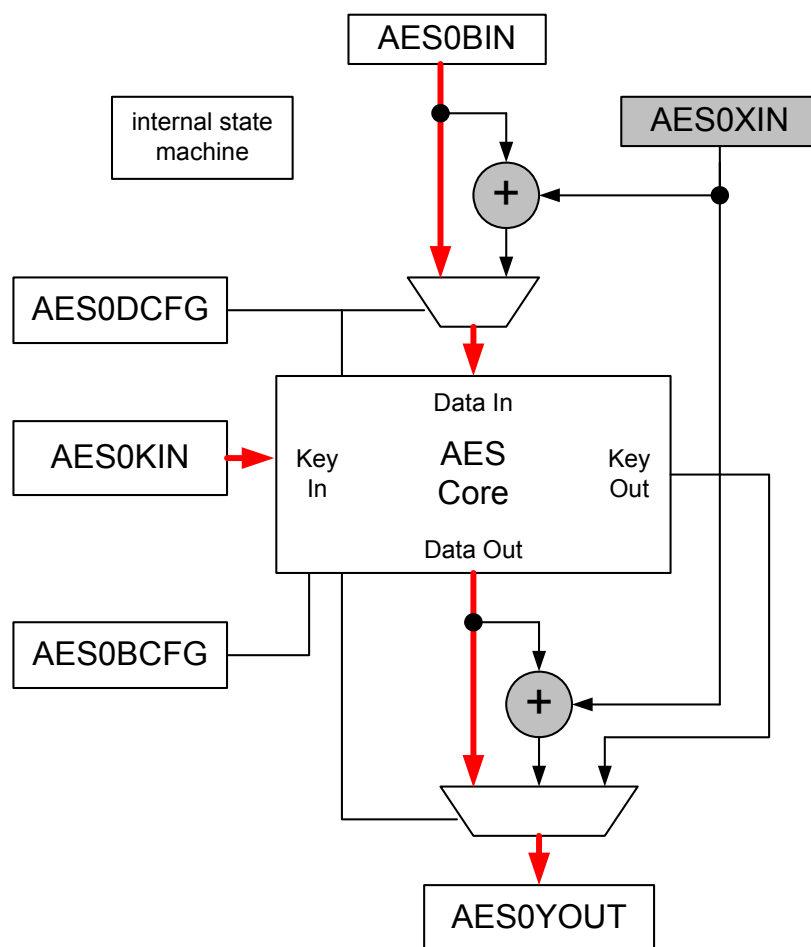 AES0BIN
internal state
machine
AES0XIN
+
AES0DCFG
Data In
AES0KIN
Key
In
AES
Core
Key
Out
Data Out
AES0BCFG
+
AES0YOUT